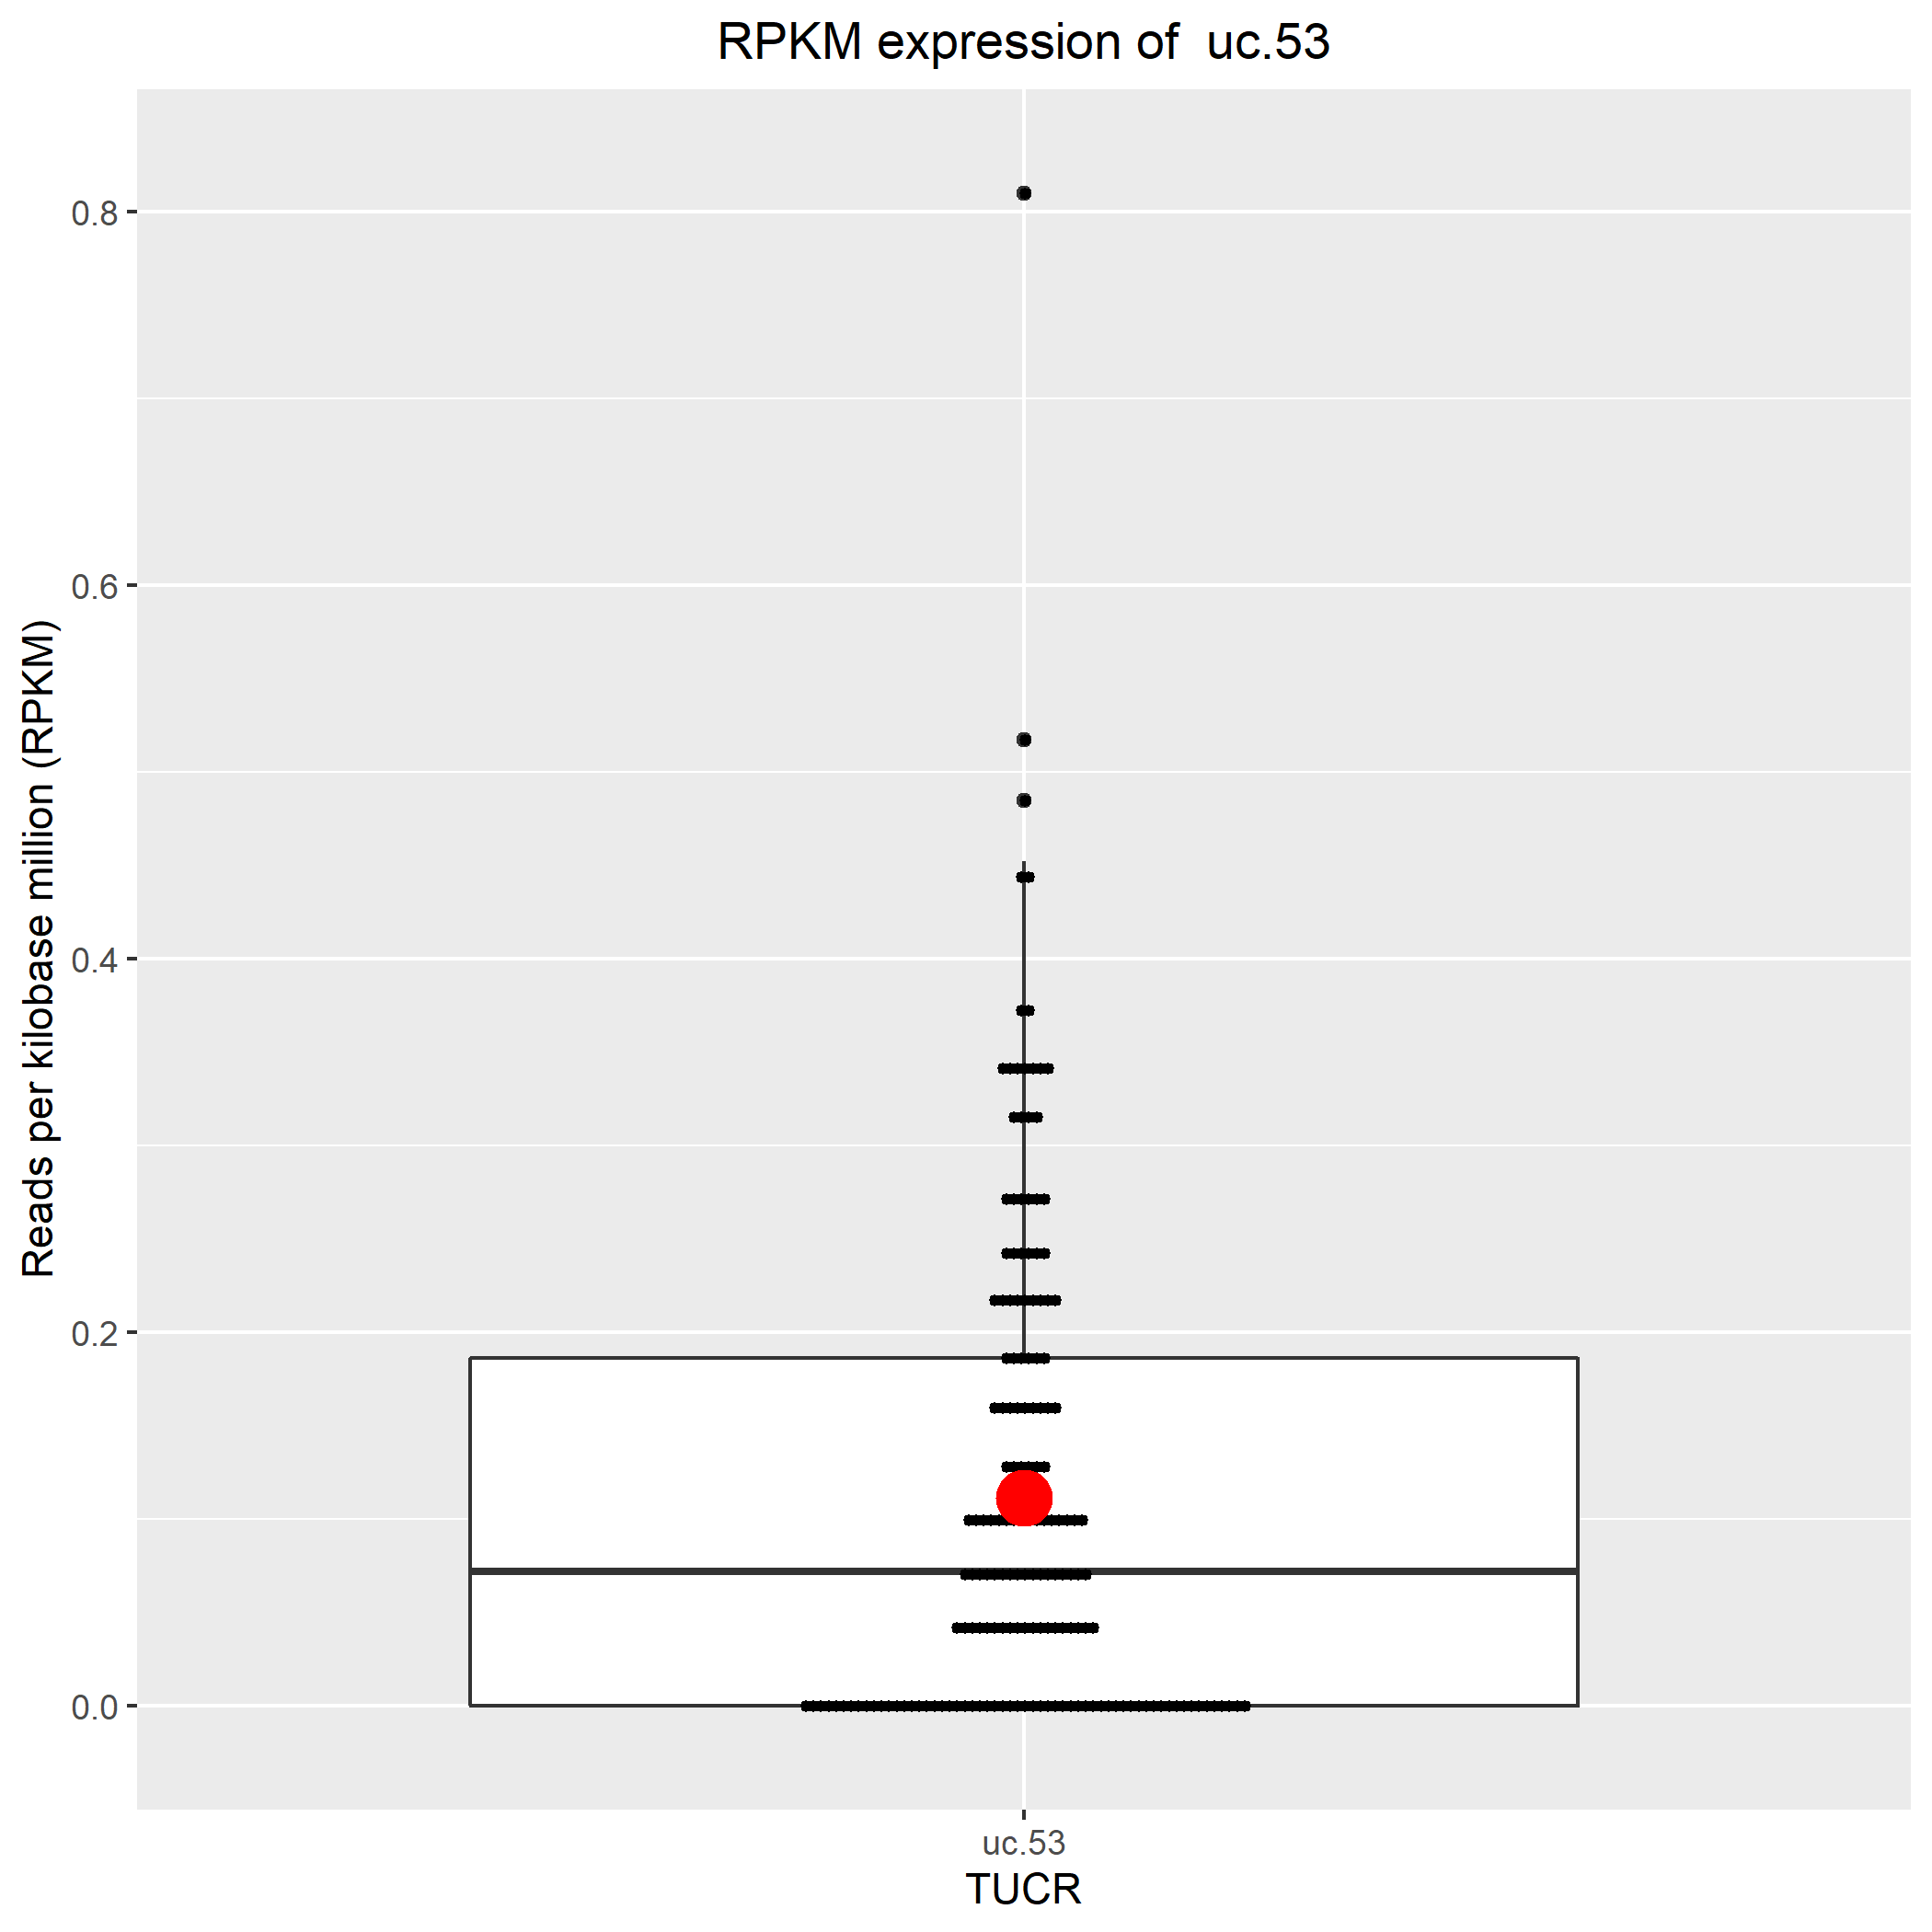 RPKM expression of  uc.53
Reads per kilobase million (RPKM)
0.8
0.6
0.4
0.2
0.0
uc.53
TUCR